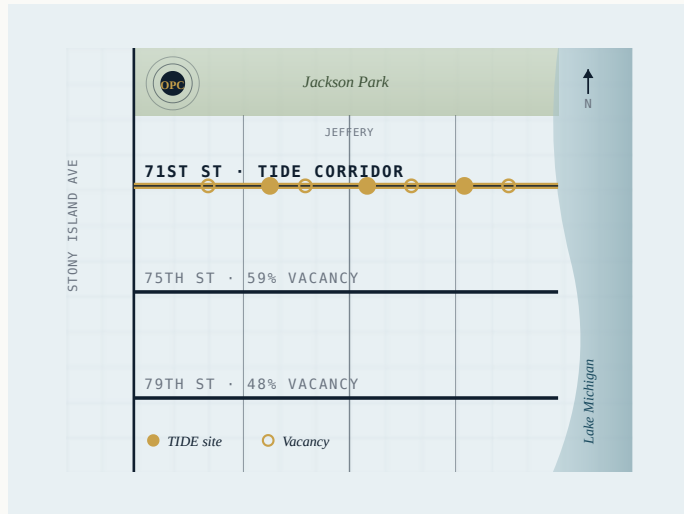 OPC
Jackson Park
N
JEFFERY
71ST ST · TIDE CORRIDOR
STONY ISLAND AVE
75TH ST · 59% VACANCY
79TH ST · 48% VACANCY
Lake Michigan
TIDE site
Vacancy